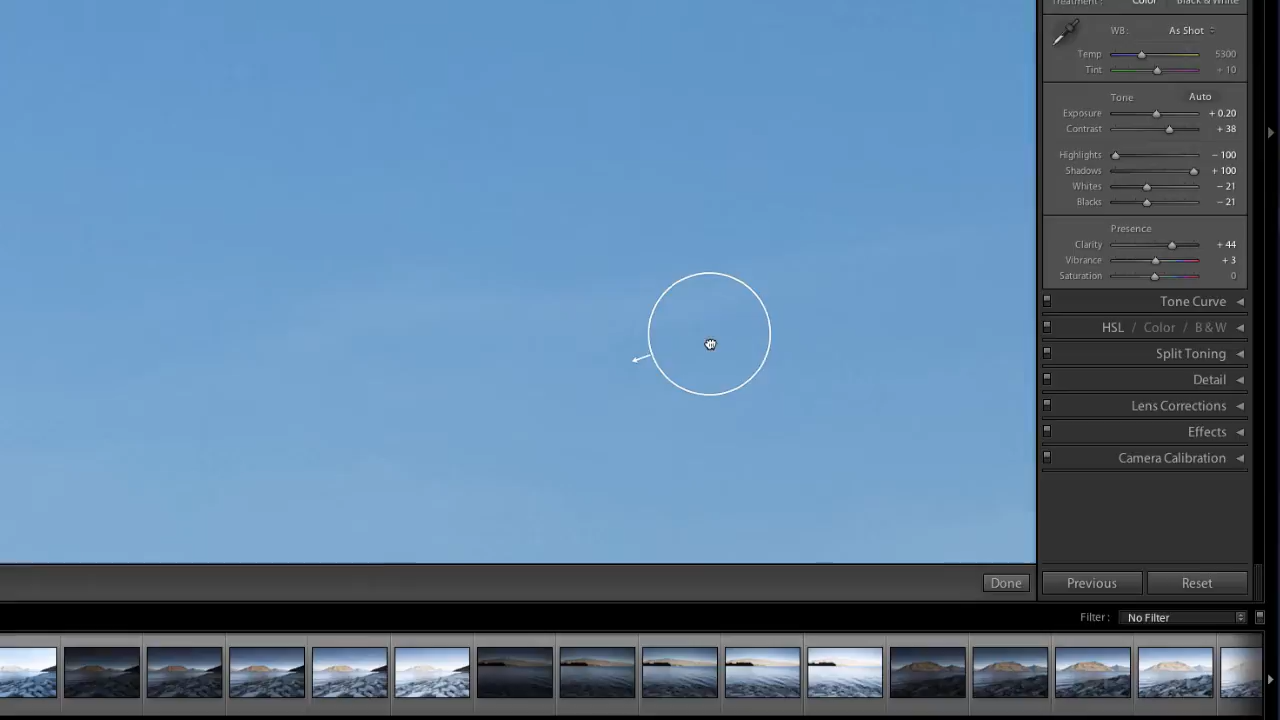 Treatment : Color Black & White
WB : As Shot
Temp 5300
Tint + 10
Tone Auto
Exposure + 0.20
Contrast + 38
Highlights − 100
Shadows + 100
Whites − 21
Blacks − 21
Presence
Clarity + 44
Vibrance + 3
Saturation 0
Tone Curve
HSL / Color / B & W
Split Toning
Detail
Lens Corrections
Effects
Camera Calibration
Done Previous Reset
Filter : No Filter